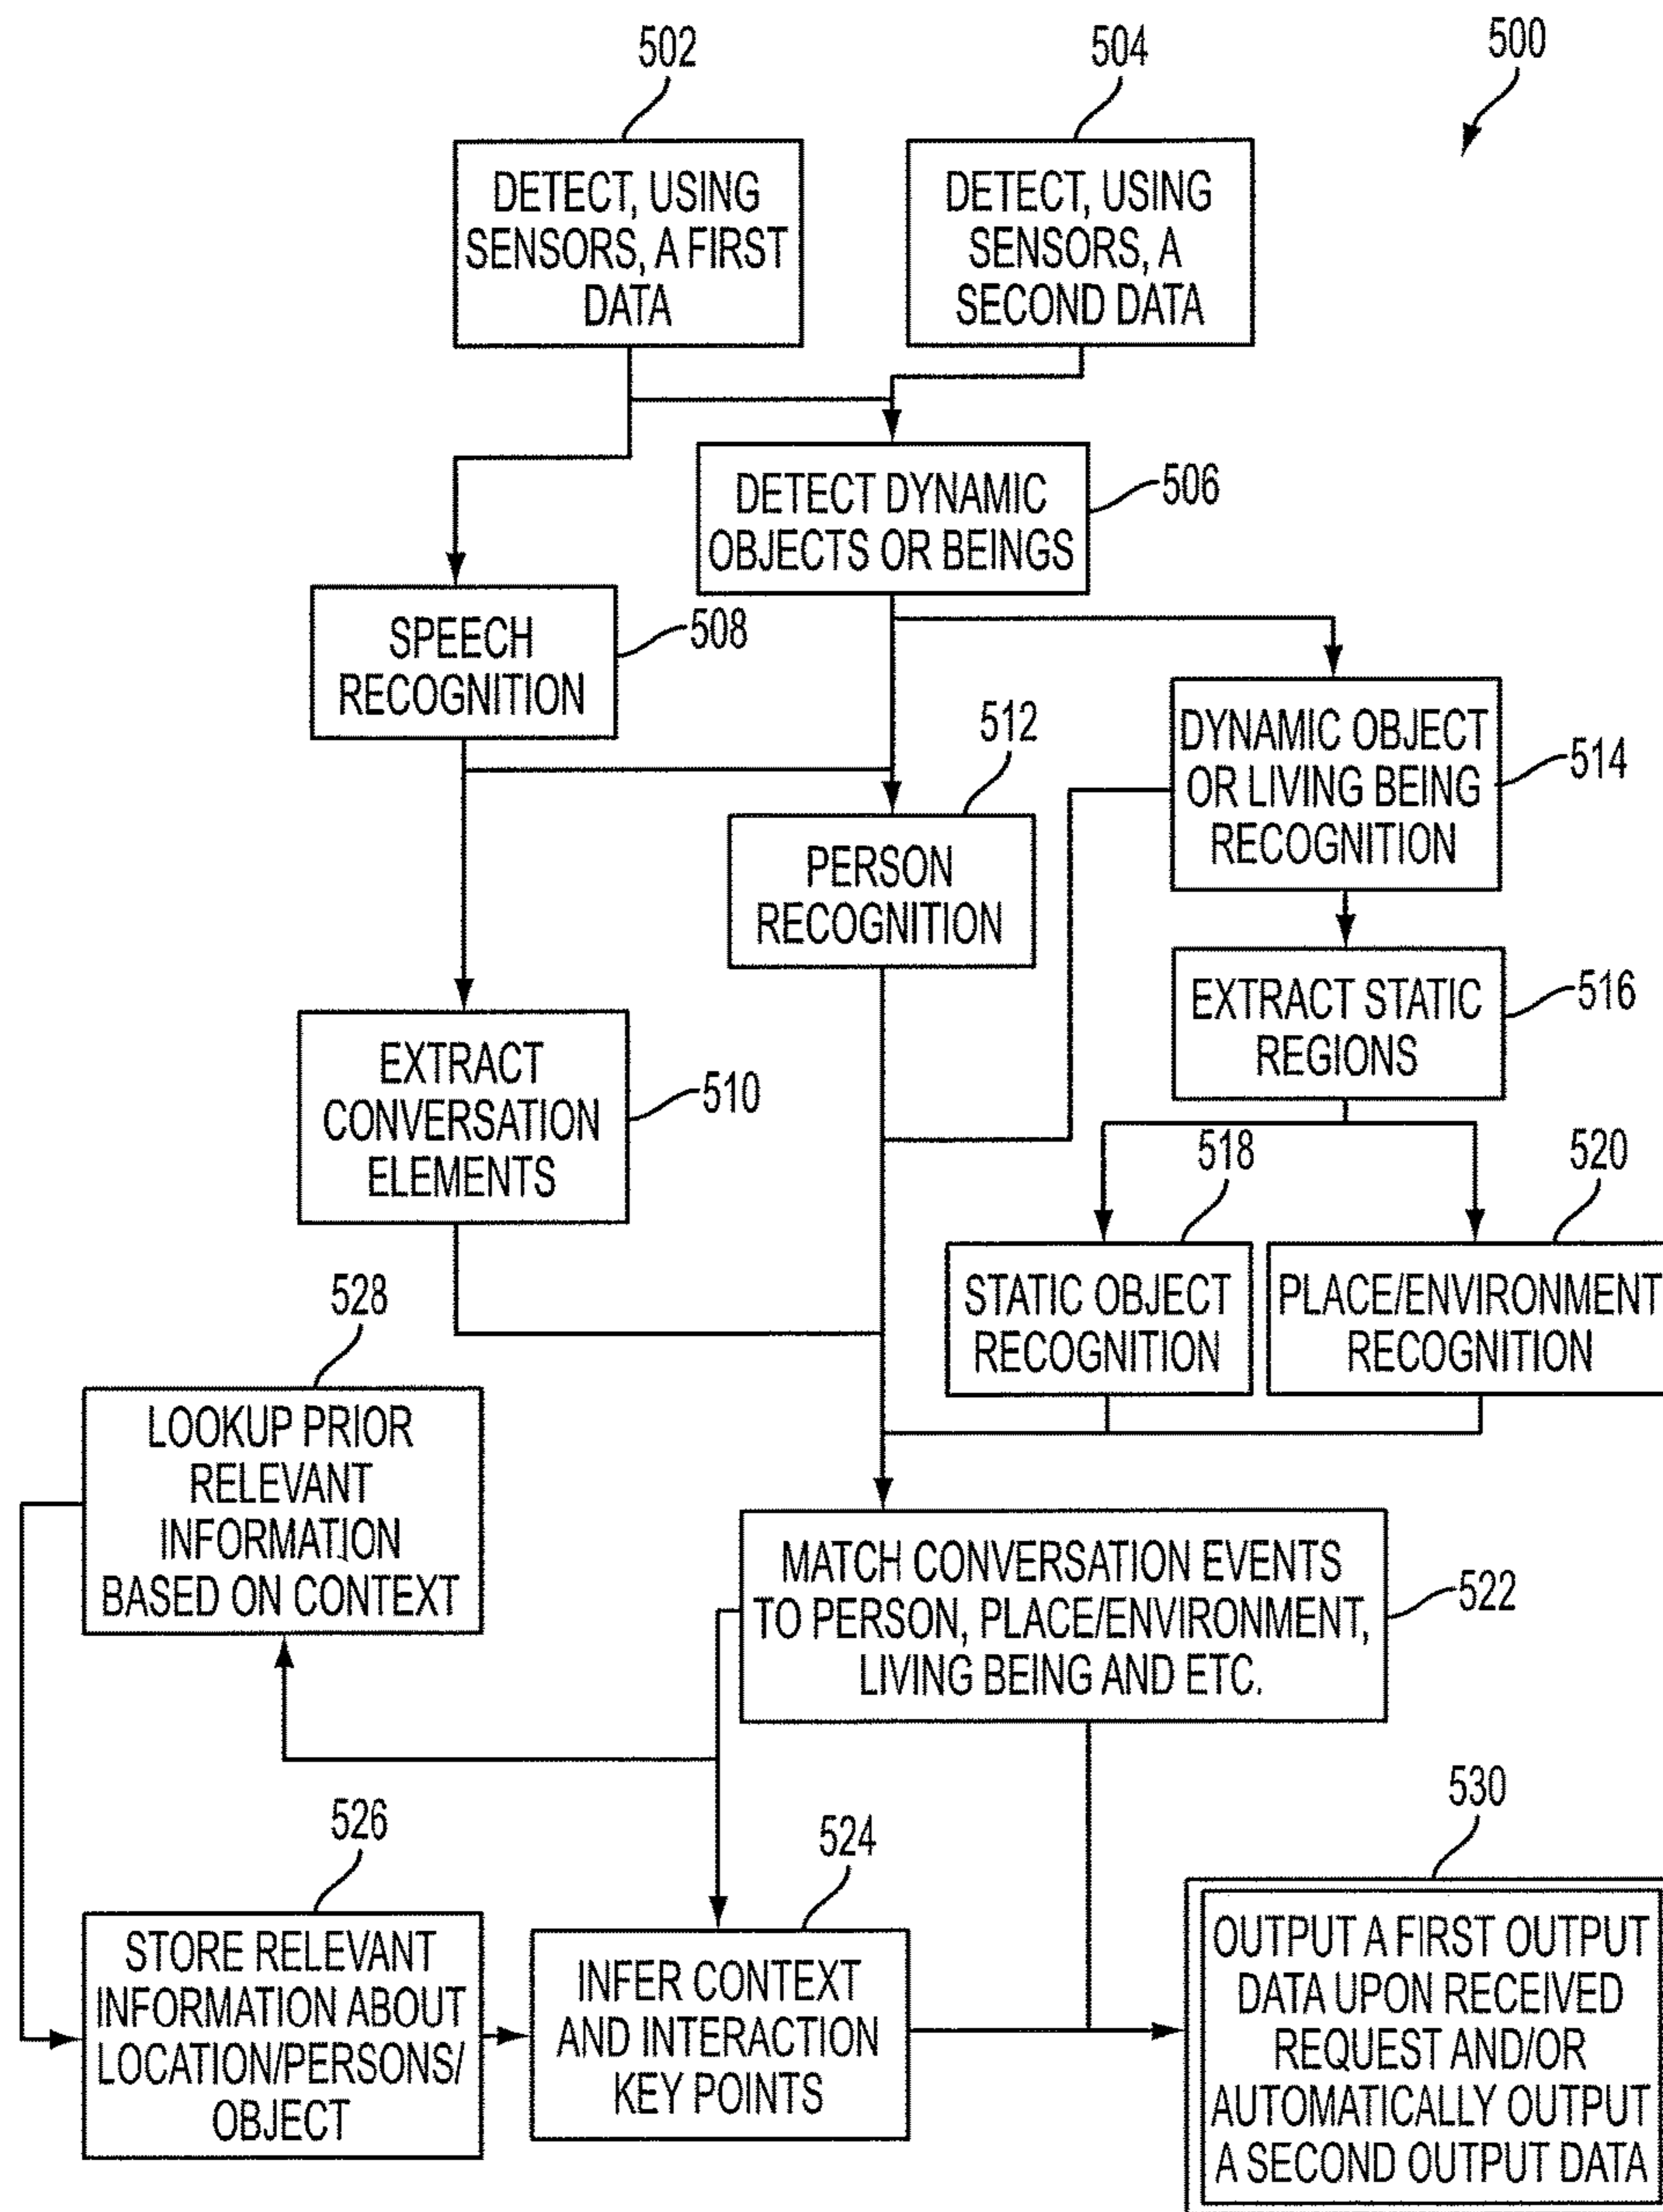 500
502
504
DETECT, USING
SENSORS, A FIRST
DATA
DETECT, USING
SENSORS, A
SECOND DATA
DETECT DYNAMIC
OBJECTS OR BEINGS
506
SPEECH
RECOGNITION
508
512
PERSON
RECOGNITION
DYNAMIC OBJECT
OR LIVING BEING
RECOGNITION
514
EXTRACT STATIC
REGIONS
516
EXTRACT
CONVERSATION
ELEMENTS
510
518
STATIC OBJECT
RECOGNITION
520
PLACE/ENVIRONMENT
RECOGNITION
528
LOOKUP PRIOR
RELEVANT
INFORMATION
BASED ON CONTEXT
MATCH CONVERSATION EVENTS
TO PERSON, PLACE/ENVIRONMENT,
LIVING BEING AND ETC.
522
526
STORE RELEVANT
INFORMATION ABOUT
LOCATION/PERSONS/
OBJECT
524
INFER CONTEXT
AND INTERACTION
KEY POINTS
530
OUTPUT A FIRST OUTPUT
DATA UPON RECEIVED
REQUEST AND/OR
AUTOMATICALLY OUTPUT
A SECOND OUTPUT DATA